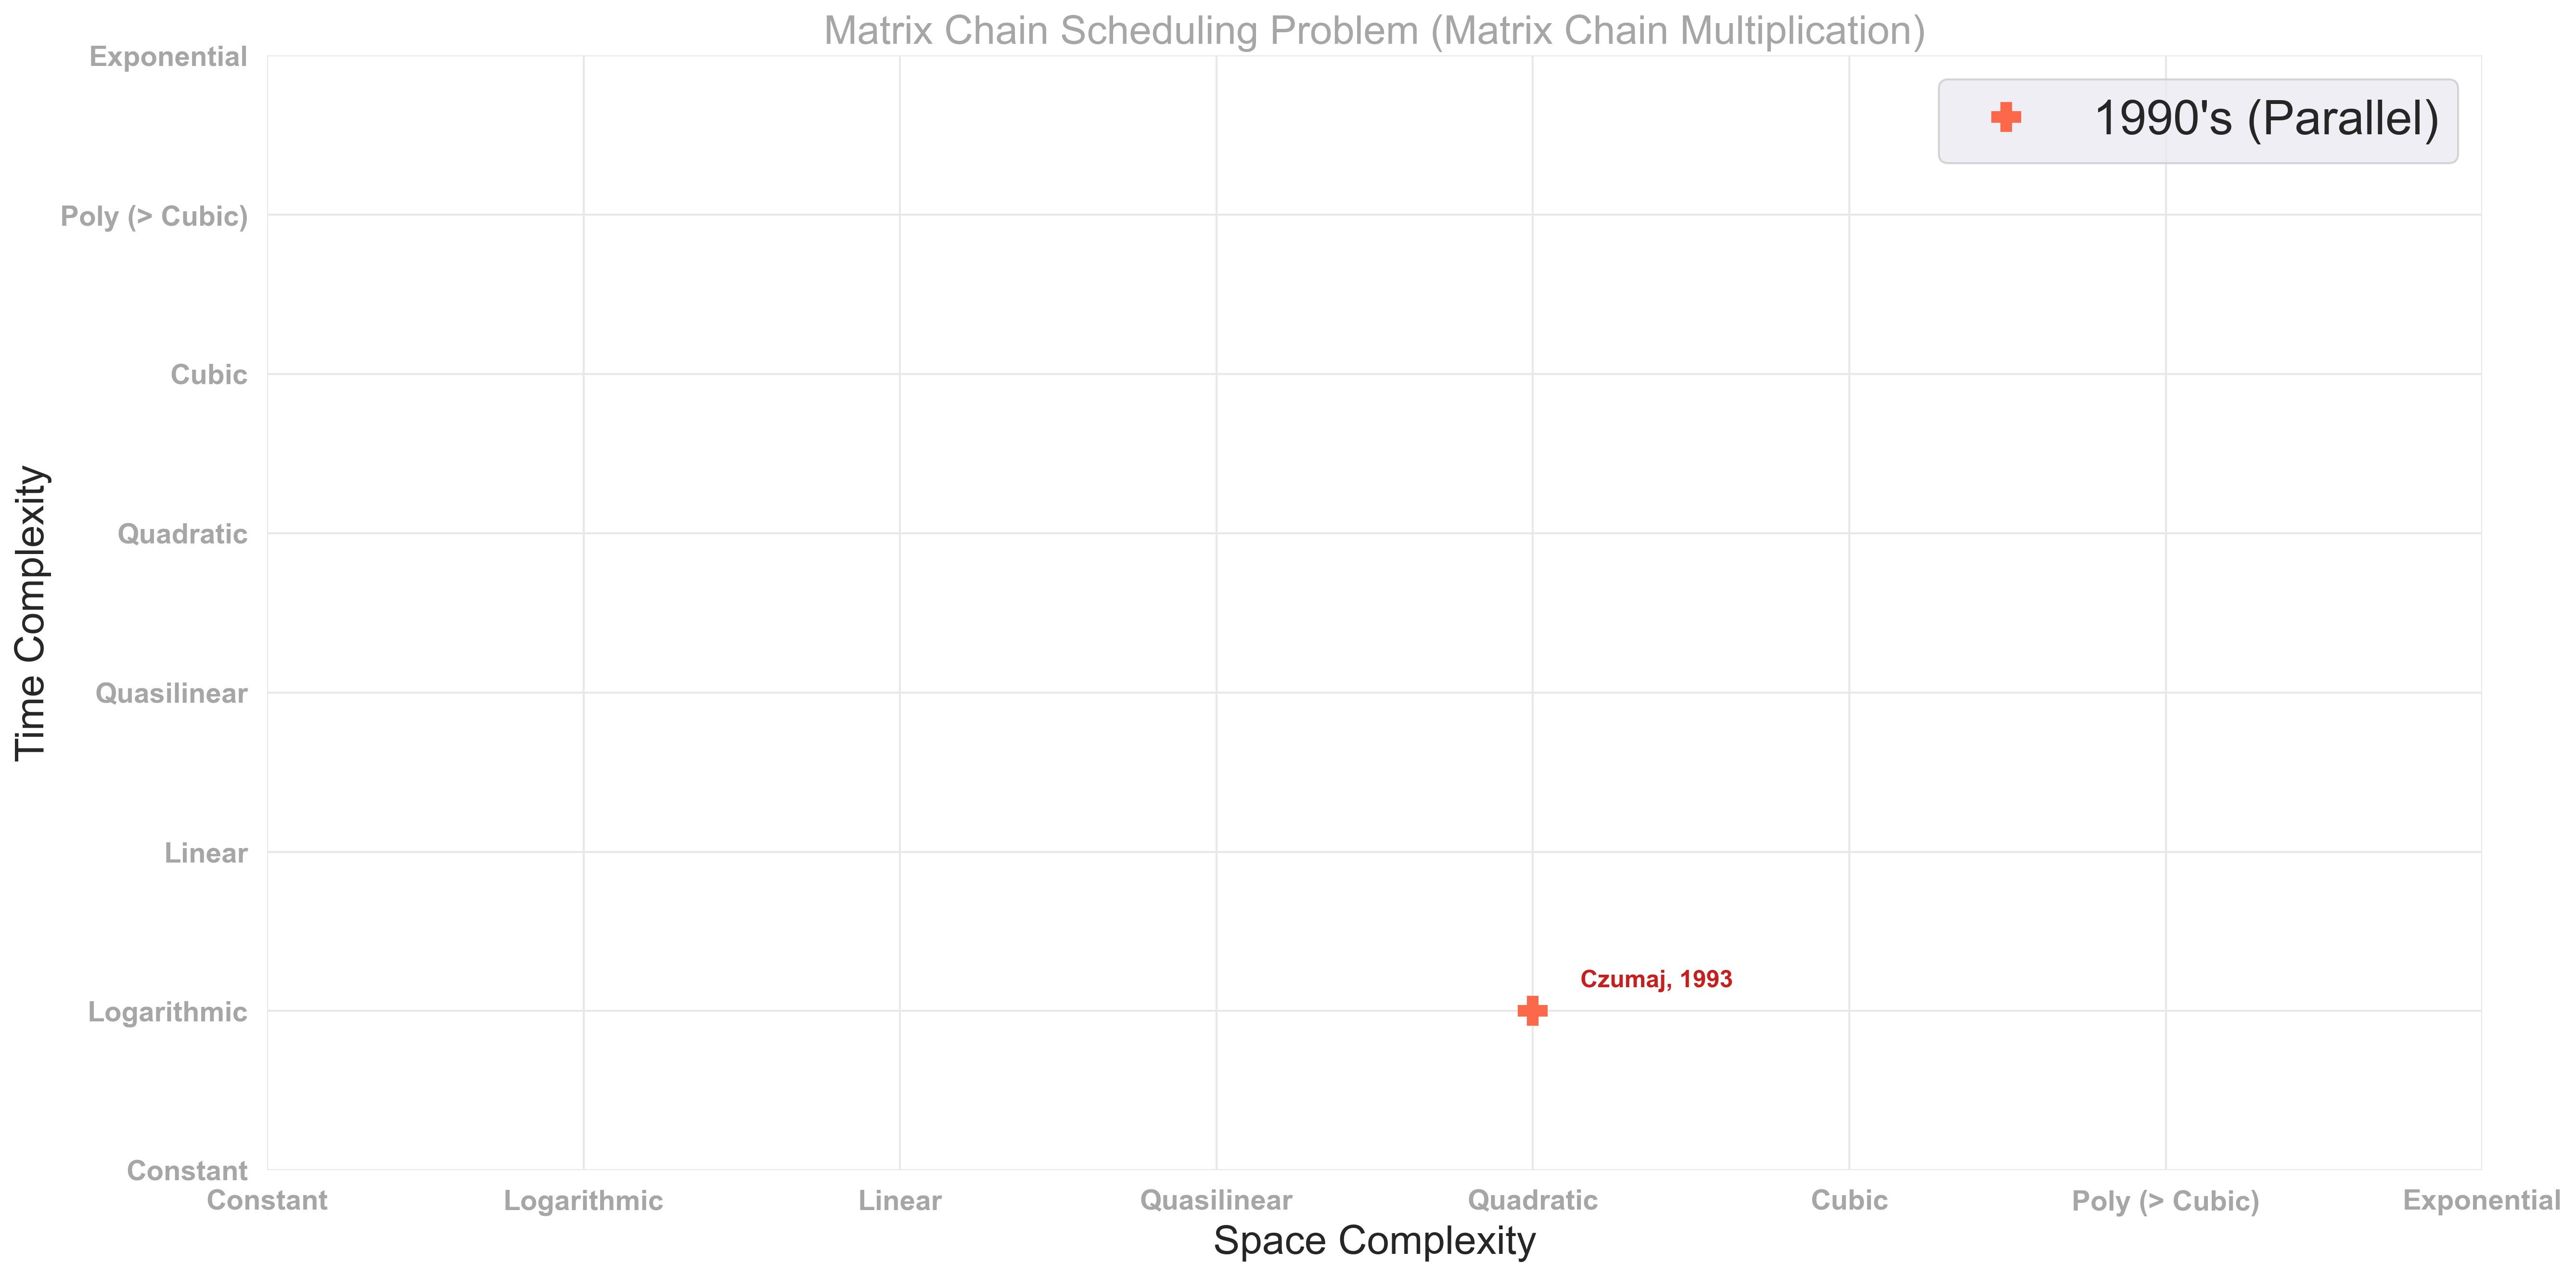 Matrix Chain Scheduling Problem (Matrix Chain Multiplication)
1990's (Parallel)
Time Complexity
Exponential
Poly (> Cubic)
Cubic
Quadratic
Quasilinear
Linear
Logarithmic
Constant
Czumaj, 1993
Constant
Logarithmic
Linear
Quasilinear
Quadratic
Cubic
Poly (> Cubic)
Exponential
Space Complexity